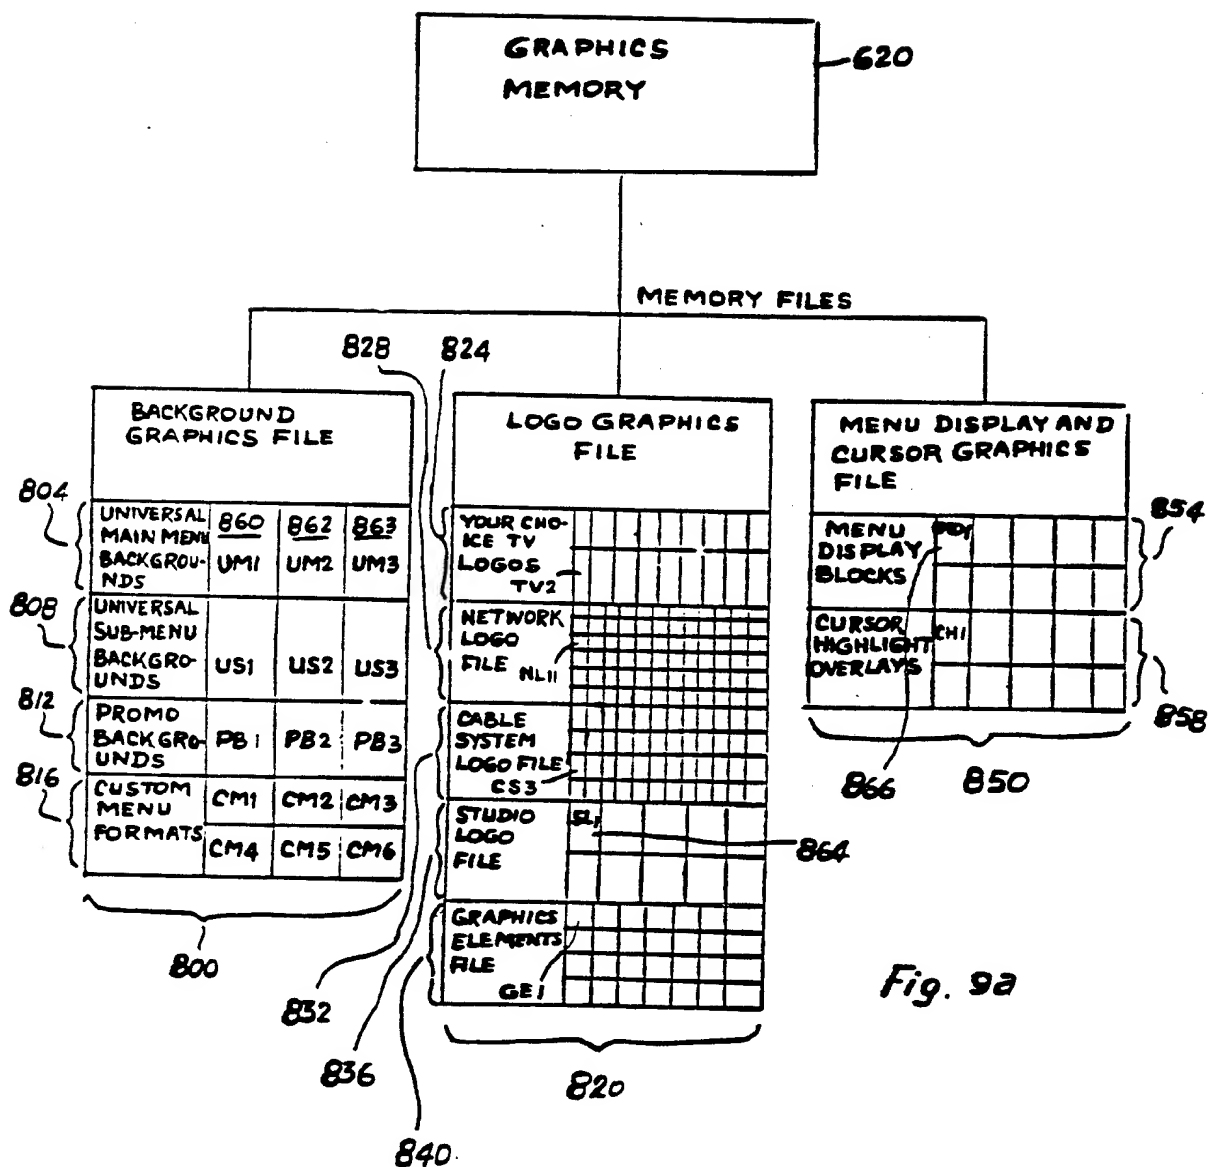 GRAPHICS
MEMORY
620
MEMORY FILES
828
824
BACKGROUND
GRAPHICS FILE
804
UNIVERSAL
MAIN MENU
BACKGROU-
NDS
860
862
863
UM1
UM2
UM3
808
UNIVERSAL
SUB-MENU
BACKGRO-
UNDS
US1
US2
US3
812
PROMO
BACKGRO-
UNDS
PB1
PB2
PB3
816
CUSTOM
MENU
FORMATS
CM1
CM2
CM3
CM4
CM5
CM6
800
LOGO GRAPHICS
FILE
YOUR CHO-
ICE TV
LOGOS
TV2
NETWORK
LOGO
FILE
NL11
CABLE
SYSTEM
LOGO FILE
CS3
STUDIO
LOGO
FILE
SL1
864
GRAPHICS
ELEMENTS
FILE
GE1
832
836
840
820
MENU DISPLAY AND
CURSOR GRAPHICS
FILE
MENU
DISPLAY
BLOCKS
854
CURSOR
HIGHLIGHT
OVERLAYS
CH1
858
866
850
Fig. 9a